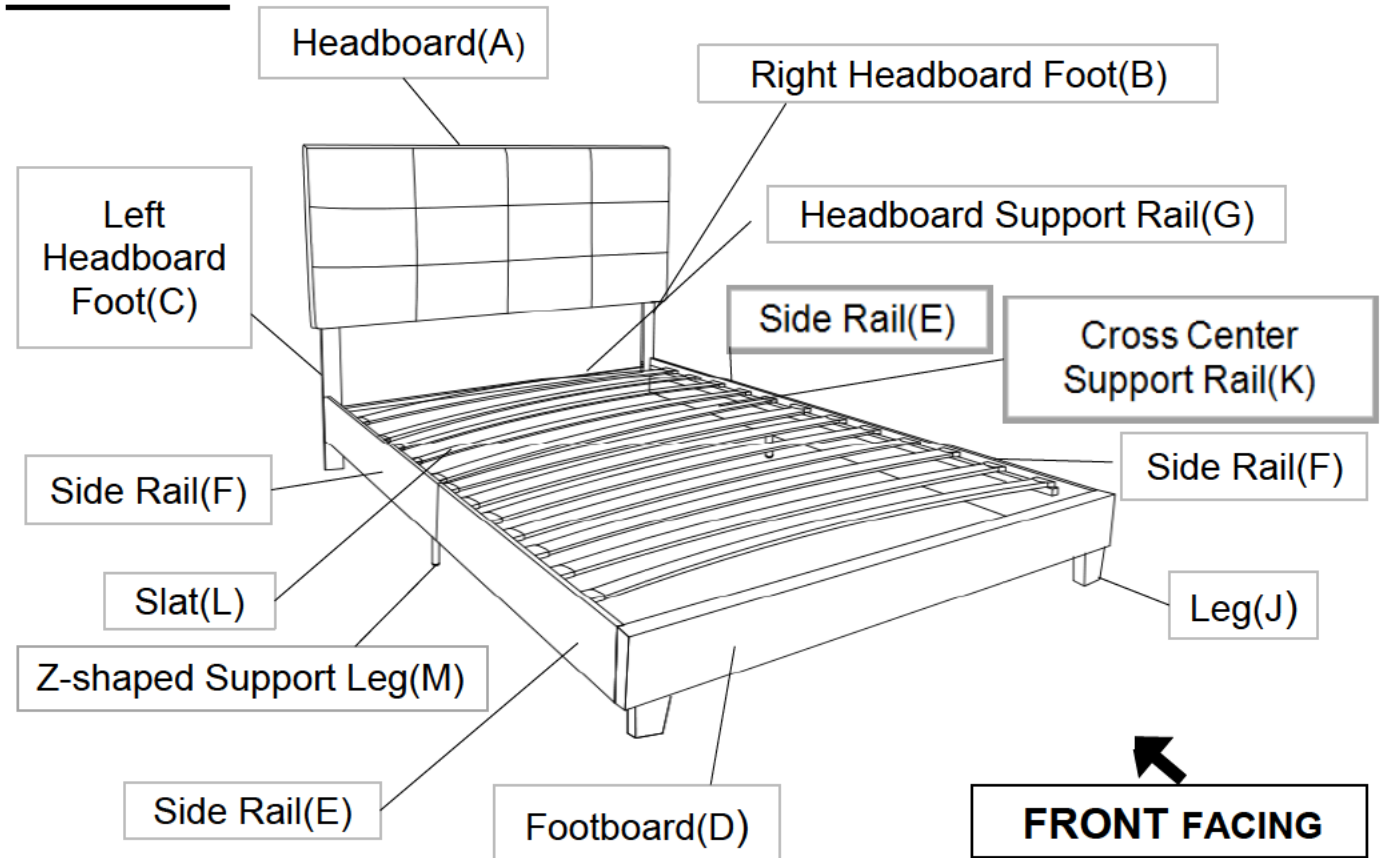 Headboard(A)
Right Headboard Foot(B)
Left
Headboard
Foot(C)
Headboard Support Rail(G)
Side Rail(E)
Cross Center
Support Rail(K)
Side Rail(F)
Side Rail(F)
Slat(L)
Leg(J)
Z-shaped Support Leg(M)
Side Rail(E)
Footboard(D)
FRONT FACING